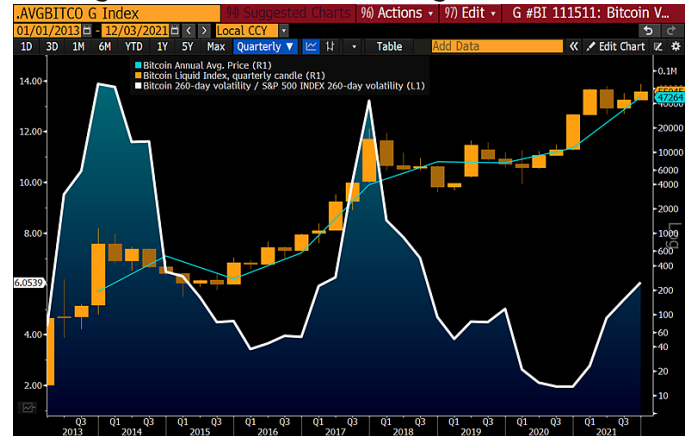 .AVGBITCO G Index 94) Suggested Charts 96) Actions 97) Edit G #BI 111511: Bitcoin V...
01/01/2013 - 12/03/2021 Local CCY
1D 3D 1M 6M YTD 1Y 5Y Max Quarterly ▼ Table Add Data « Edit Chart
Bitcoin Annual Avg. Price (R1)
Bitcoin Liquid Index, quarterly candle (R1)
Bitcoin 260-day volatility / S&P 500 INDEX 260-day volatility (L1)
14.00
12.00
10.00
8.00
6.0539
4.00
2.00
0.1M
47264
20000
10000
6000
4000
2000
1000
600
400
200
100
60
40
20
10
Log
Q3 Q1 Q3 Q1 Q3 Q1 Q3 Q1 Q3 Q1 Q3 Q1 Q3 Q1 Q3 Q1 Q3
2013 2014 2015 2016 2017 2018 2019 2020 2021